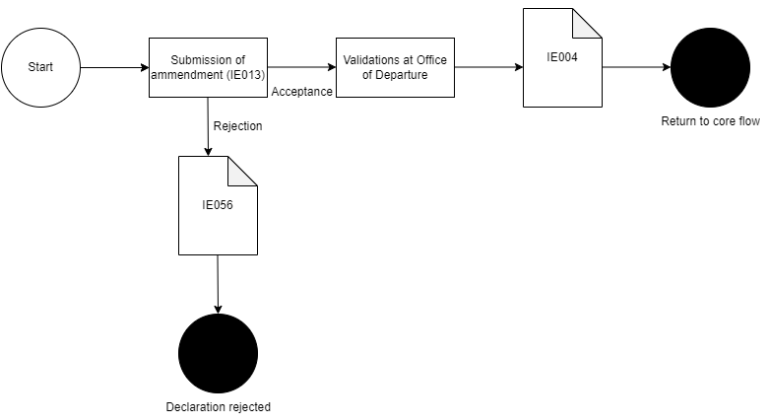 Start
Submission of
ammendment (IE013)
Acceptance
Validations at Office
of Departure
IE004
Return to core flow
Rejection
IE056
Declaration rejected